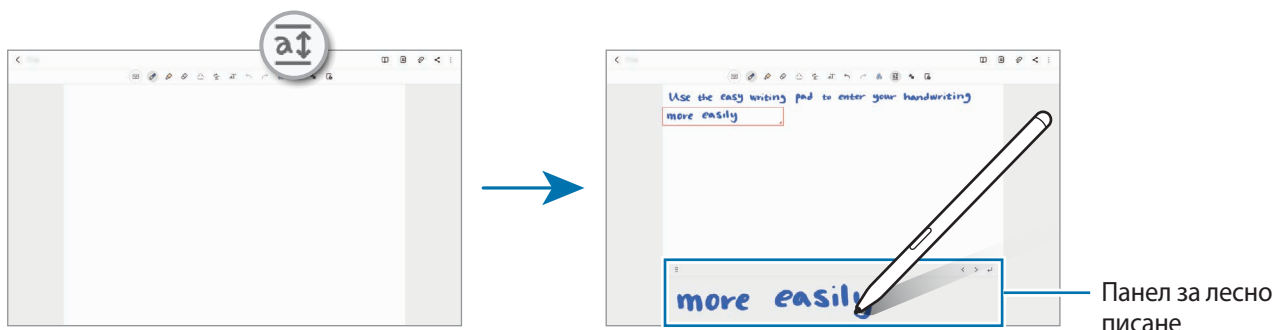 Use the easy writing pad to enter your handwriting
more easily
more easily
Панел за лесно
писане